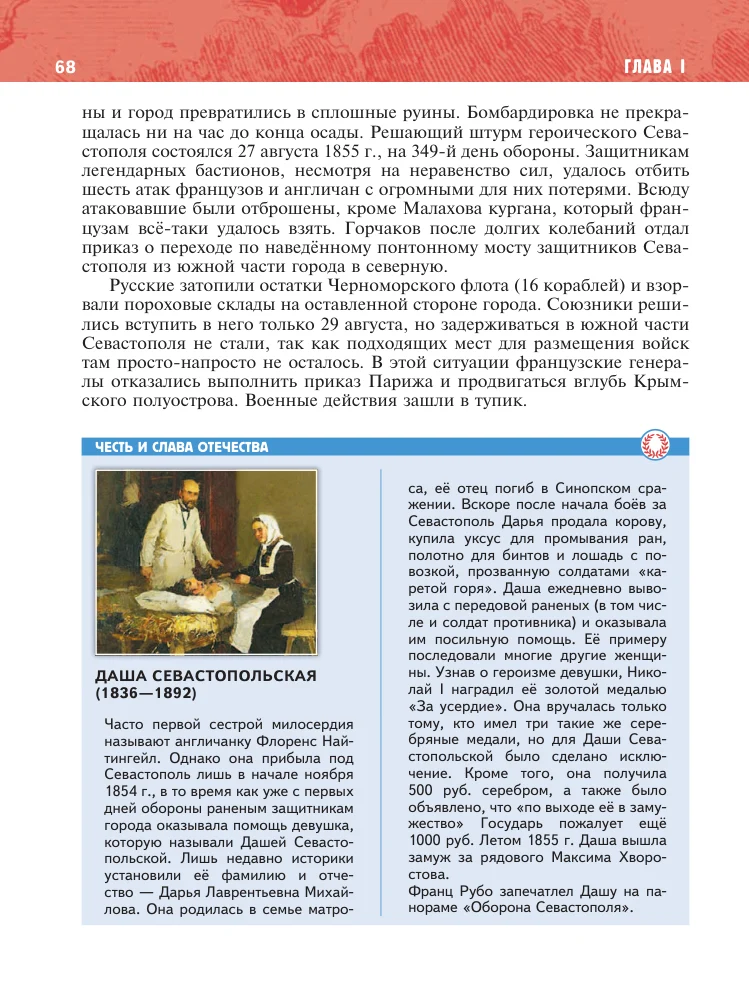 68
ГЛАВА I
ны и город превратились в сплошные руины. Бомбардировка не прекра-
щалась ни на час до конца осады. Решающий штурм героического Сева-
стополя состоялся 27 августа 1855 г., на 349-й день обороны. Защитникам
легендарных бастионов, несмотря на неравенство сил, удалось отбить
шесть атак французов и англичан с огромными для них потерями. Всюду
атаковавшие были отброшены, кроме Малахова кургана, который фран-
цузам всё-таки удалось взять. Горчаков после долгих колебаний отдал
приказ о переходе по наведённому понтонному мосту защитников Сева-
стополя из южной части города в северную.
Русские затопили остатки Черноморского флота (16 кораблей) и взор-
вали пороховые склады на оставленной стороне города. Союзники реши-
лись вступить в него только 29 августа, но задерживаться в южной части
Севастополя не стали, так как подходящих мест для размещения войск
там просто-напросто не осталось. В этой ситуации французские генера-
лы отказались выполнить приказ Парижа и продвигаться вглубь Крым-
ского полуострова. Военные действия зашли в тупик.
ЧЕСТЬ И СЛАВА ОТЕЧЕСТВА
ДАША СЕВАСТОПОЛЬСКАЯ
(1836—1892)
Часто первой сестрой милосердия
называют англичанку Флоренс Най-
тингейл. Однако она прибыла под
Севастополь лишь в начале ноября
1854 г., в то время как уже с первых
дней обороны раненым защитникам
города оказывала помощь девушка,
которую называли Дашей Севасто-
польской. Лишь недавно историки
установили её фамилию и отче-
ство — Дарья Лаврентьевна Михай-
лова. Она родилась в семье матро-
са, её отец погиб в Синопском сра-
жении. Вскоре после начала боёв за
Севастополь Дарья продала корову,
купила уксус для промывания ран,
полотно для бинтов и лошадь с по-
возкой, прозванную солдатами «ка-
ретой горя». Даша ежедневно выво-
зила с передовой раненых (в том чис-
ле и солдат противника) и оказывала
им посильную помощь. Её примеру
последовали многие другие женщи-
ны. Узнав о героизме девушки, Нико-
лай I наградил её золотой медалью
«За усердие». Она вручалась только
тому, кто имел три такие же сере-
бряные медали, но для Даши Сева-
стопольской было сделано исклю-
чение. Кроме того, она получила
500 руб. серебром, а также было
объявлено, что «по выходе её в заму-
жество» Государь пожалует ещё
1000 руб. Летом 1855 г. Даша вышла
замуж за рядового Максима Хворо-
стова.
Франц Рубо запечатлел Дашу на па-
нораме «Оборона Севастополя».